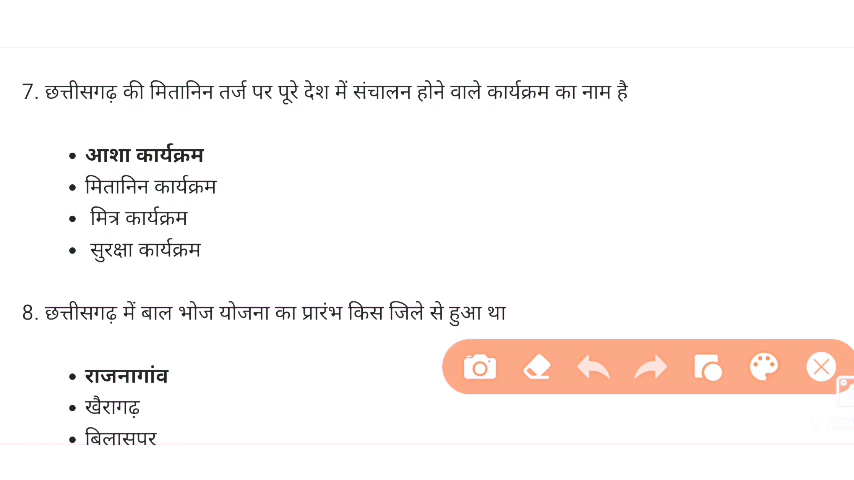 7. छत्तीसगढ़ की मितानिन तर्ज पर पूरे देश में संचालन होने वाले कार्यक्रम का नाम है
• आशा कार्यक्रम
• मितानिन कार्यक्रम
• मित्र कार्यक्रम
• सुरक्षा कार्यक्रम
8. छत्तीसगढ़ में बाल भोज योजना का प्रारंभ किस जिले से हुआ था
• राजनागांव
• खैरागढ़
• बिलासपुर